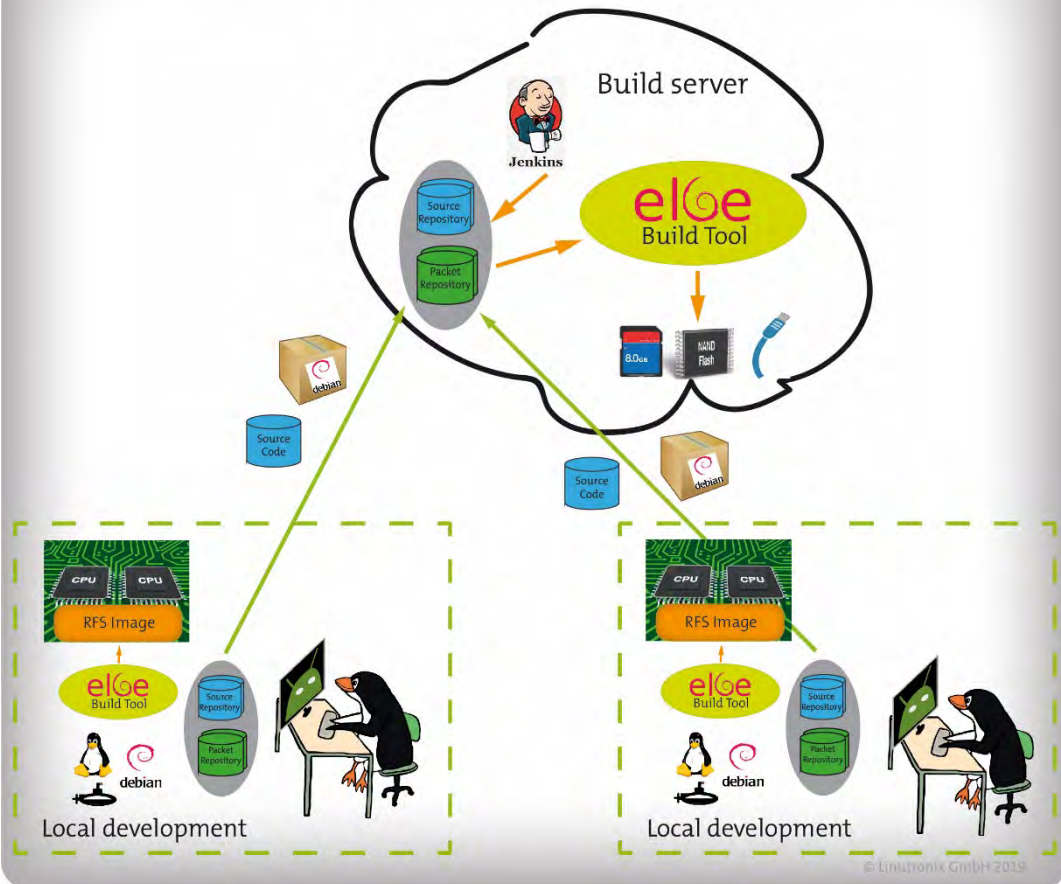 Build server
Jenkins
Source
Repository
Packet
Repository
elbe
Build Tool
8.0GB
NAND
Flash
debian
Source
Code
debian
Source
Code
CPU
CPU
RFS Image
elbe
Build Tool
Source
Repository
Packet
Repository
debian
Local development
CPU
CPU
RFS Image
elbe
Build Tool
Source
Repository
Packet
Repository
debian
Local development
© Linutronix GmbH 2019